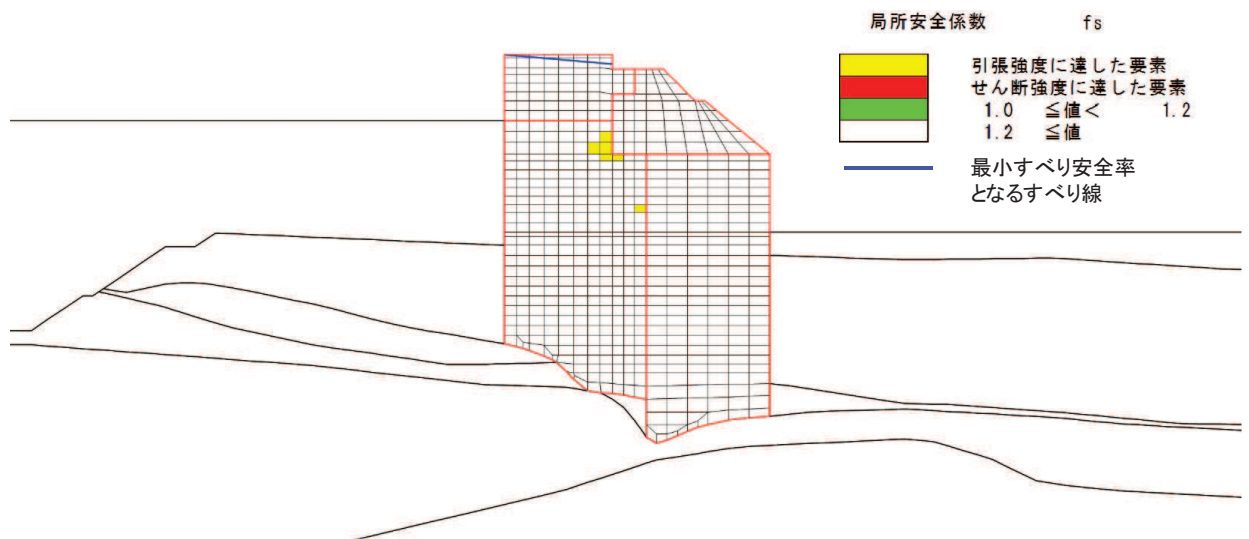 局所安全係数 fs
引張強度に達した要素
せん断強度に達した要素
1.0 ≦値< 1.2
1.2 ≦値
最小すべり安全率
となるすべり線